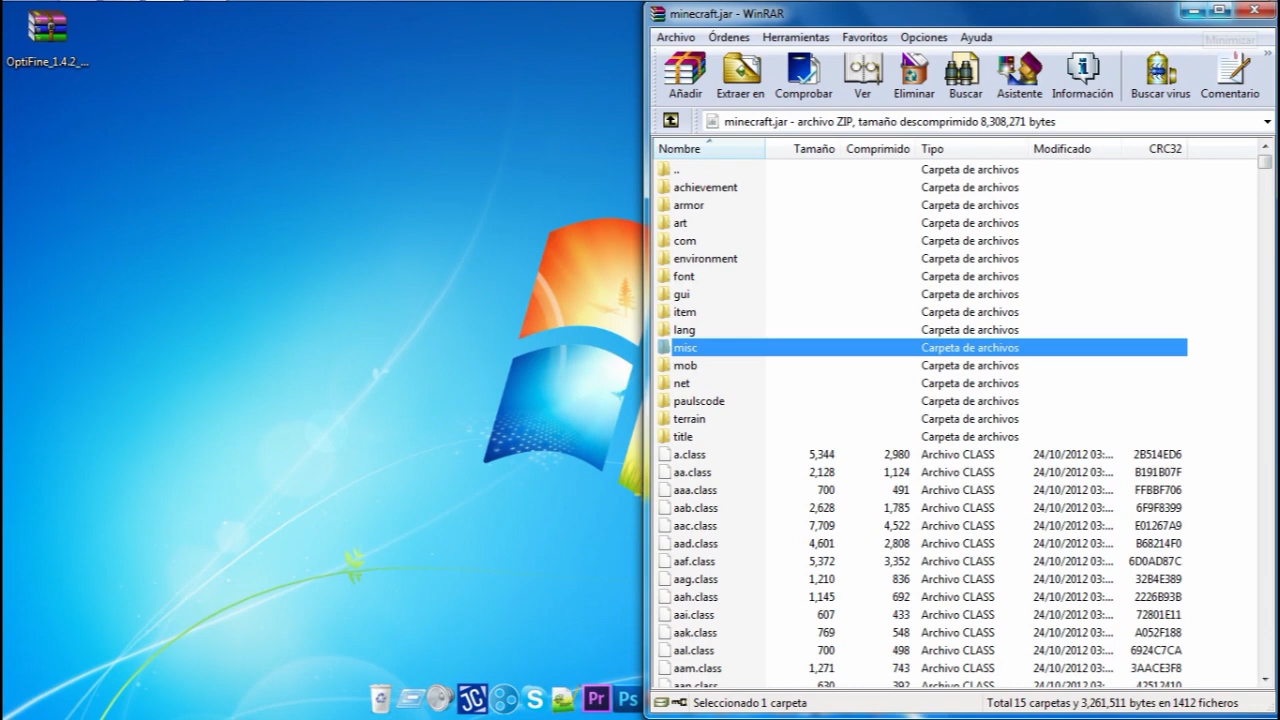 OptiFine_1.4.2_...
minecraft.jar - WinRAR
Archivo Órdenes Herramientas Favoritos Opciones Ayuda
Minimizar
Añadir Extraer en Comprobar Ver Eliminar Buscar Asistente Información Buscar virus Comentario
minecraft.jar - archivo ZIP, tamaño descomprimido 8,308,271 bytes
Nombre Tamaño Comprimido Tipo Modificado CRC32
.. Carpeta de archivos
achievement Carpeta de archivos
armor Carpeta de archivos
art Carpeta de archivos
com Carpeta de archivos
environment Carpeta de archivos
font Carpeta de archivos
gui Carpeta de archivos
item Carpeta de archivos
lang Carpeta de archivos
misc Carpeta de archivos
mob Carpeta de archivos
net Carpeta de archivos
paulscode Carpeta de archivos
terrain Carpeta de archivos
title Carpeta de archivos
a.class 5,344 2,980 Archivo CLASS 24/10/2012 03:... 2B514ED6
aa.class 2,128 1,124 Archivo CLASS 24/10/2012 03:... B191B07F
aaa.class 700 491 Archivo CLASS 24/10/2012 03:... FFBBF706
aab.class 2,628 1,785 Archivo CLASS 24/10/2012 03:... 6F9F8399
aac.class 7,709 4,522 Archivo CLASS 24/10/2012 03:... E01267A9
aad.class 4,601 2,808 Archivo CLASS 24/10/2012 03:... B68214F0
aaf.class 5,372 3,352 Archivo CLASS 24/10/2012 03:... 6D0AD87C
aag.class 1,210 836 Archivo CLASS 24/10/2012 03:... 32B4E389
aah.class 1,145 692 Archivo CLASS 24/10/2012 03:... 2226B93B
aai.class 607 433 Archivo CLASS 24/10/2012 03:... 72801E11
aak.class 769 548 Archivo CLASS 24/10/2012 03:... A052F188
aal.class 700 498 Archivo CLASS 24/10/2012 03:... 6924C7CA
aam.class 1,271 743 Archivo CLASS 24/10/2012 03:... 3AACE3F8
aan.class 630 392 Archivo CLASS 24/10/2012 03:... 42512410
JC S Pr Ps
Seleccionado 1 carpeta Total 15 carpetas y 3,261,511 bytes en 1412 ficheros